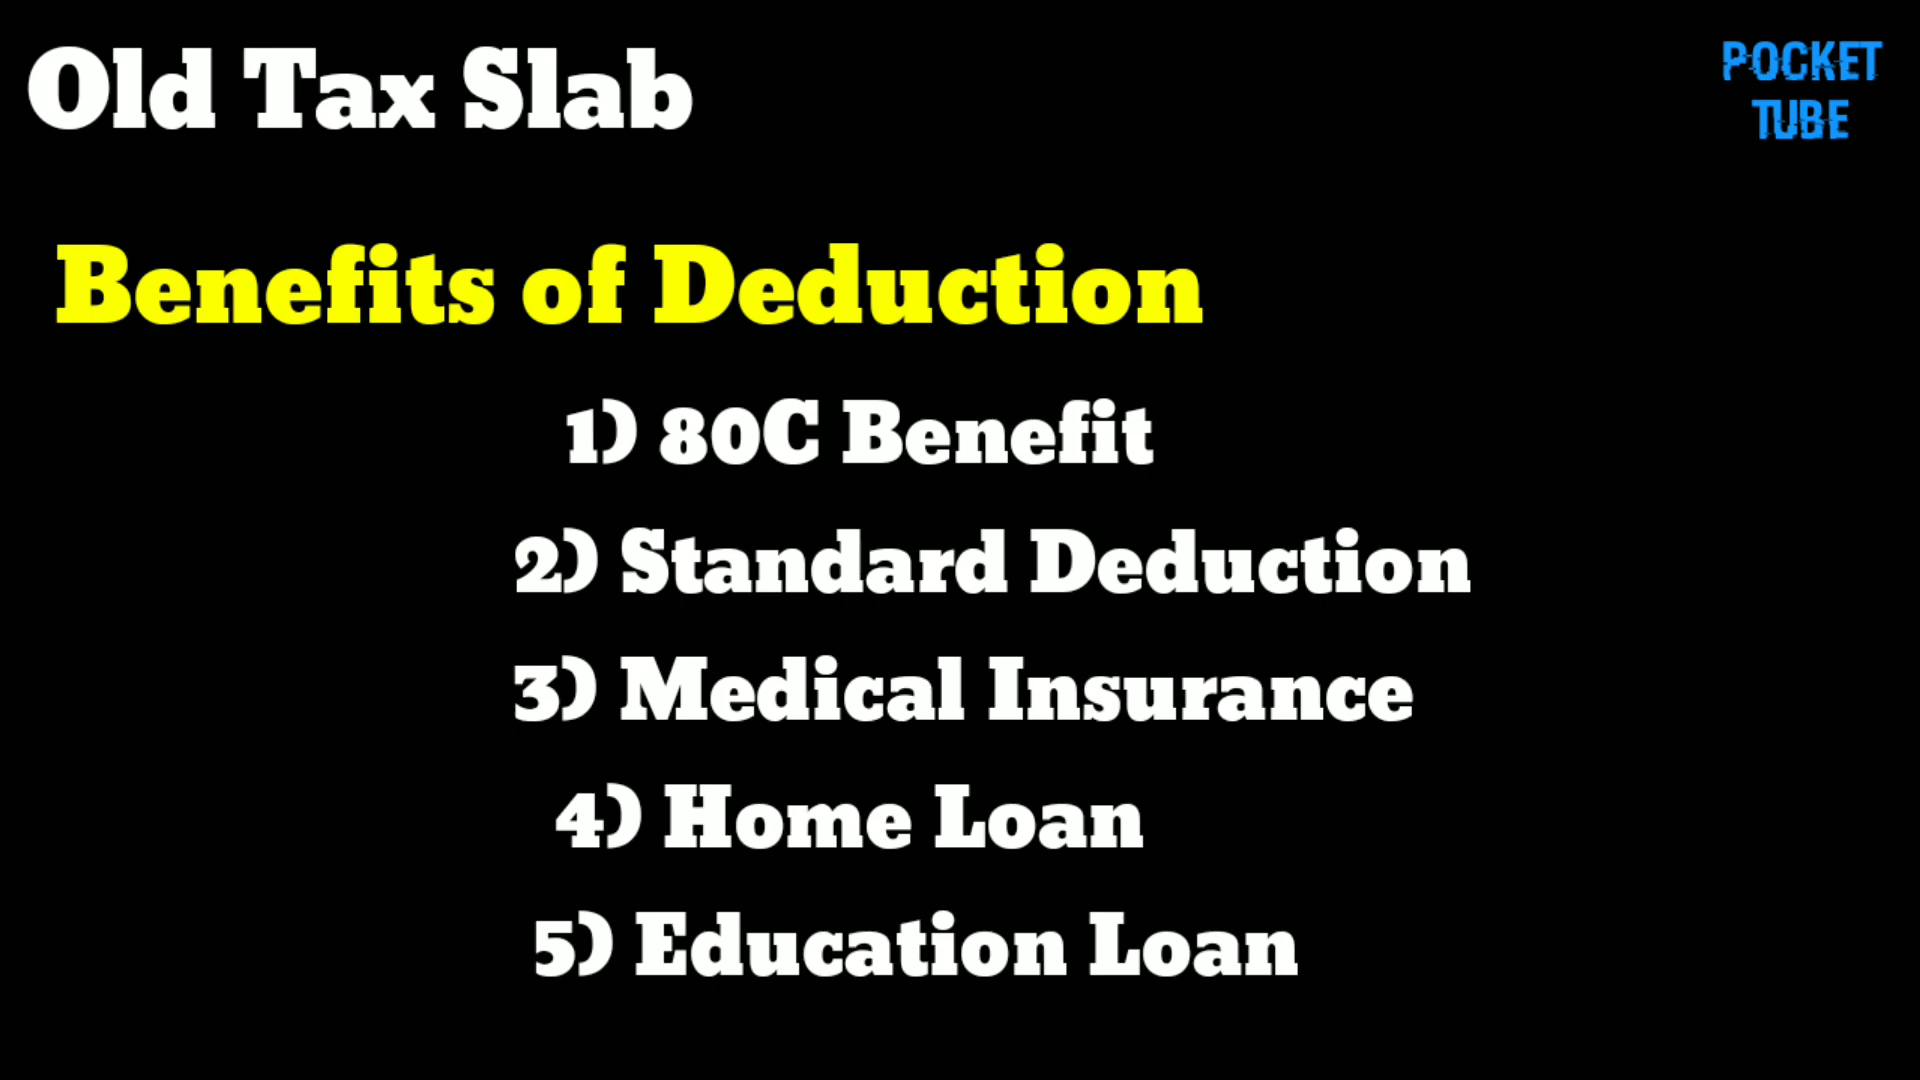 Old Tax Slab
POCKET
TUBE
Benefits of Deduction
1) 80C Benefit
2) Standard Deduction
3) Medical Insurance
4) Home Loan
5) Education Loan